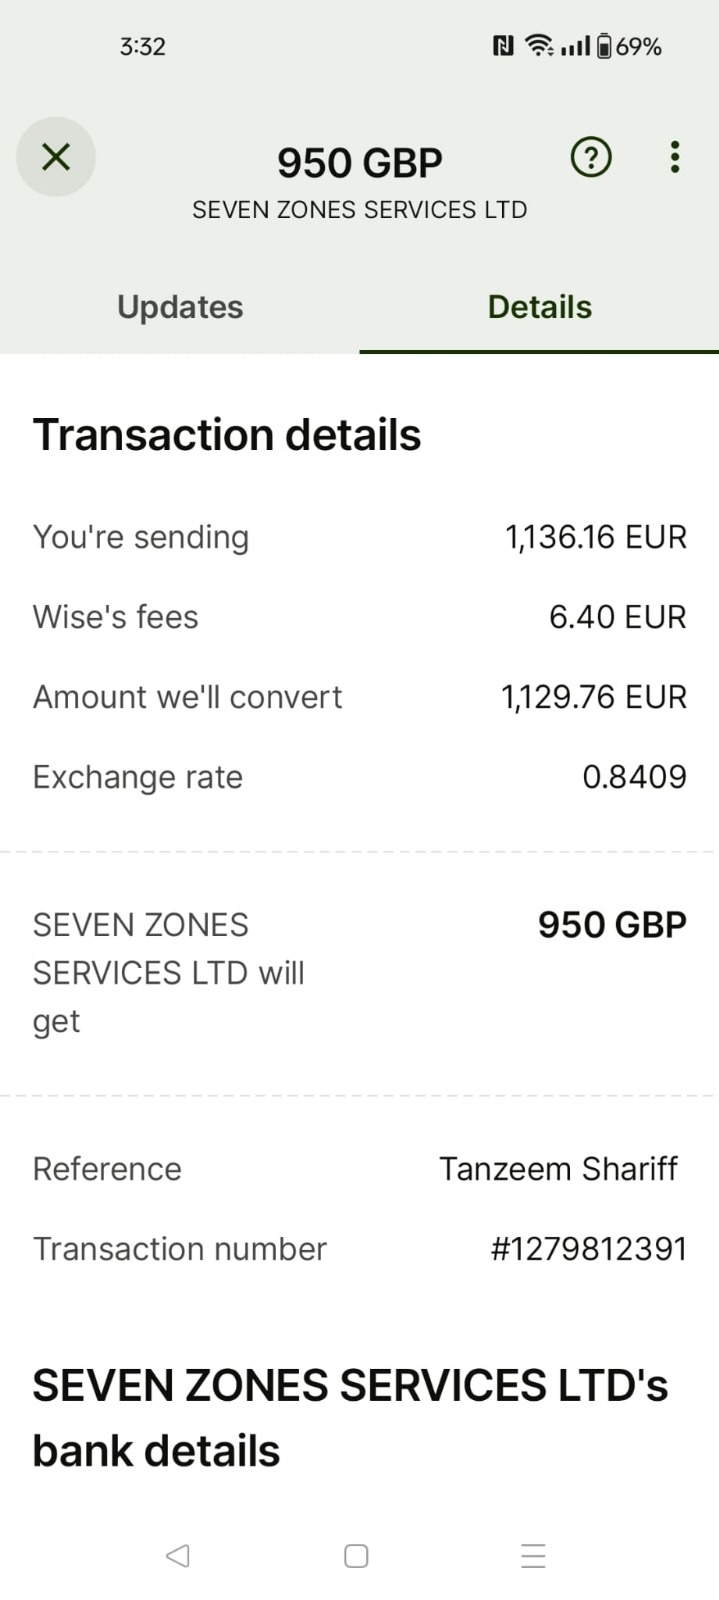 3:32
69%
950 GBP
SEVEN ZONES SERVICES LTD
Updates
Details
Transaction details
You're sending 1,136.16 EUR
Wise's fees 6.40 EUR
Amount we'll convert 1,129.76 EUR
Exchange rate 0.8409
SEVEN ZONES 950 GBP
SERVICES LTD will
get
Reference Tanzeem Shariff
Transaction number #1279812391
SEVEN ZONES SERVICES LTD's
bank details